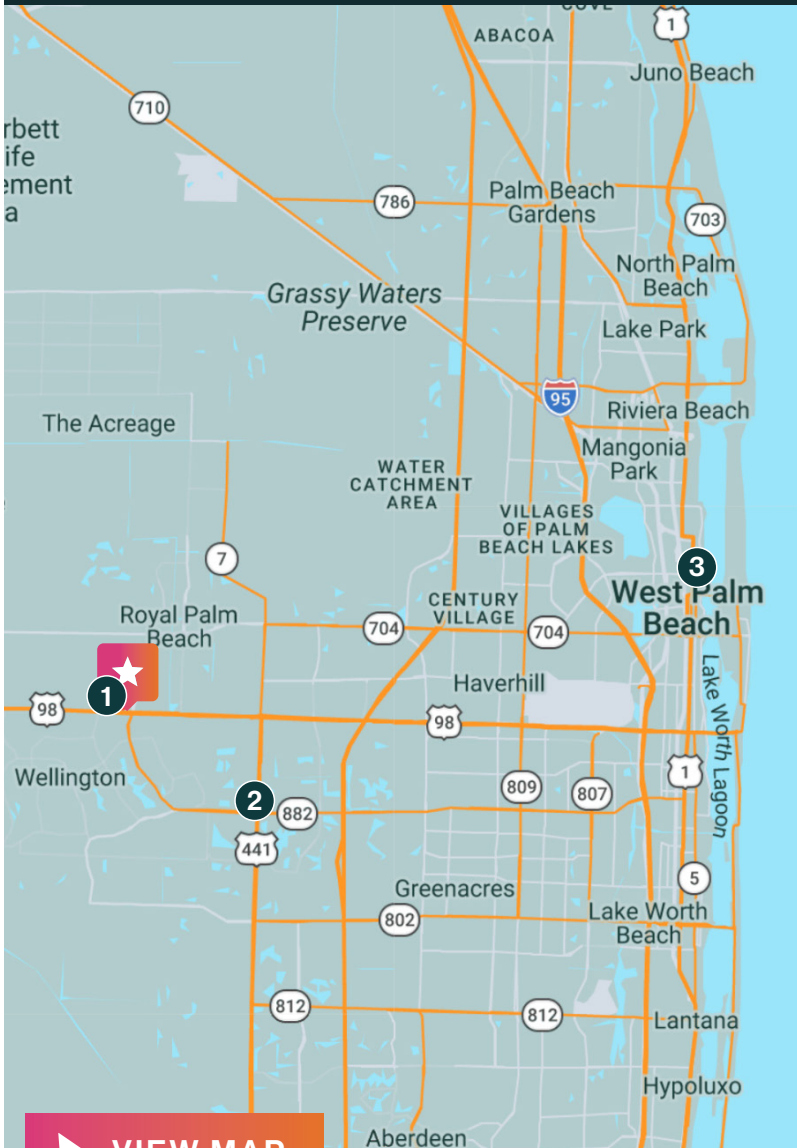 COVE
1
ABACOA
Juno Beach
710
rbett
ife
ement
a
786
Palm Beach
Gardens
703
North Palm
Beach
Grassy Waters
Preserve
Lake Park
95
Riviera Beach
The Acreage
Mangonia
Park
WATER
CATCHMENT
AREA
VILLAGES
OF PALM
BEACH LAKES
7
3
West Palm
Beach
CENTURY
VILLAGE
Royal Palm
Beach
704
704
Haverhill
1
98
98
Lake Worth Lagoon
Wellington
1
809
807
2
882
441
5
Greenacres
802
Lake Worth
Beach
812
812
Lantana
Hypoluxo
VIEW MAP
Aberdeen